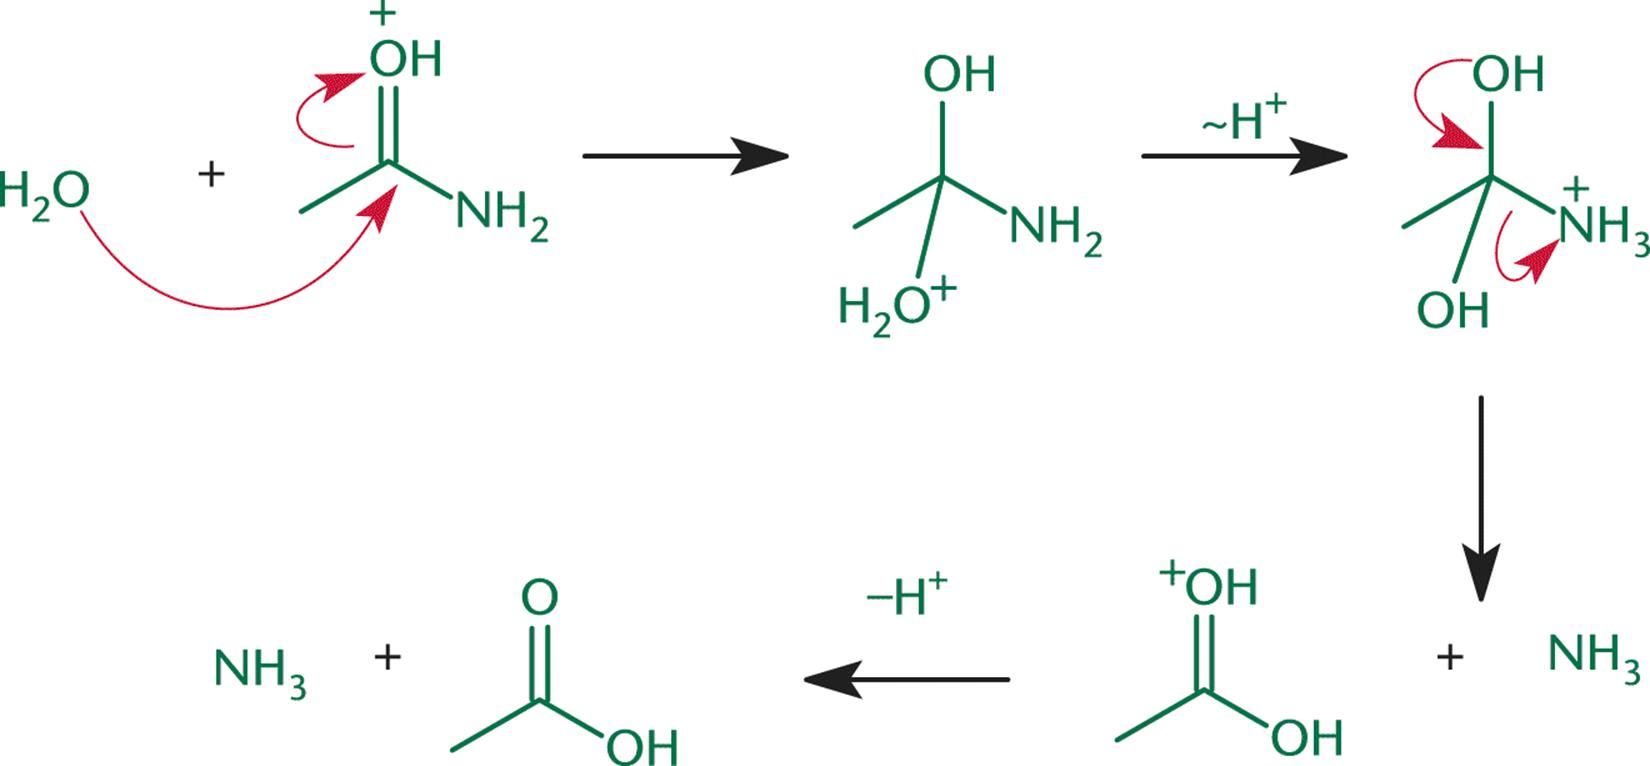 H₂O + +OH NH₂
OH NH₂ H₂O+
~H+
OH +NH₃ OH
+OH OH + NH₃
–H+
NH₃ + O OH